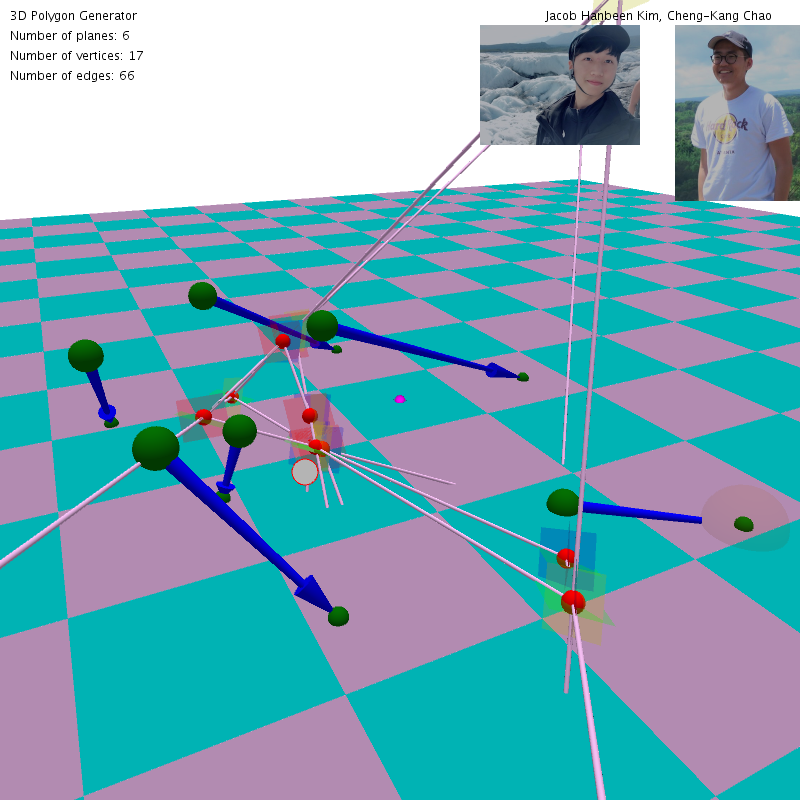 3D Polygon Generator
Jacob Hanbeen Kim, Cheng-Kang Chao
Number of planes: 6
Number of vertices: 17
Number of edges: 66